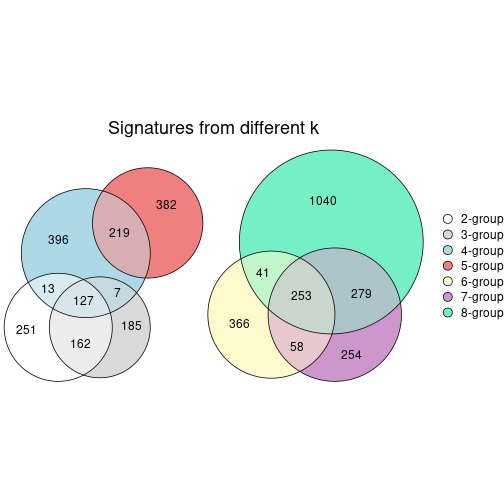 Signatures from different k
382
396
219
13
7
127
251
185
162
1040
41
253
279
366
58
254
2-group
3-group
4-group
5-group
6-group
7-group
8-group